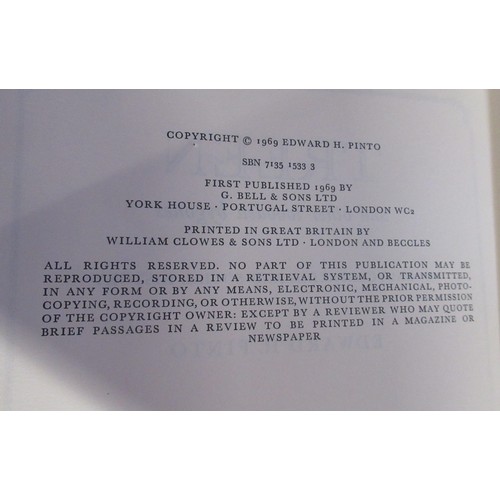 COPYRIGHT © 1969 EDWARD H. PINTO
SBN 7135 1533 3
FIRST PUBLISHED 1969 BY
G. BELL & SONS LTD
YORK HOUSE · PORTUGAL STREET · LONDON WC2
PRINTED IN GREAT BRITAIN BY
WILLIAM CLOWES & SONS LTD · LONDON AND BECCLES
ALL RIGHTS RESERVED. NO PART OF THIS PUBLICATION MAY BE
REPRODUCED, STORED IN A RETRIEVAL SYSTEM, OR TRANSMITTED,
IN ANY FORM OR BY ANY MEANS, ELECTRONIC, MECHANICAL, PHOTO-
COPYING, RECORDING, OR OTHERWISE, WITHOUT THE PRIOR PERMISSION
OF THE COPYRIGHT OWNER: EXCEPT BY A REVIEWER WHO MAY QUOTE
BRIEF PASSAGES IN A REVIEW TO BE PRINTED IN A MAGAZINE OR
NEWSPAPER